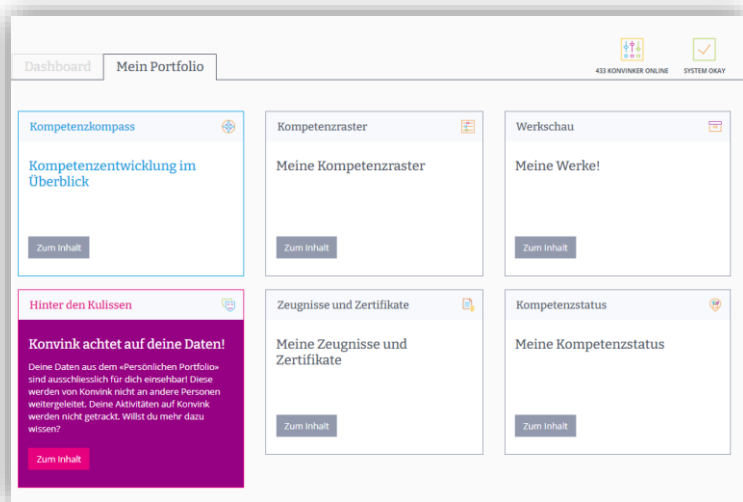 Dashboard
Mein Portfolio
433 KONVINKER ONLINE
SYSTEM OKAY
Kompetenzkompass
Kompetenzentwicklung im
Überblick
Zum Inhalt
Kompetenzraster
Meine Kompetenzraster
Zum Inhalt
Werkschau
Meine Werke!
Zum Inhalt
Hinter den Kulissen
Konvink achtet auf deine Daten!
Deine Daten aus dem «Persönlichen Portfolio»
sind ausschliesslich für dich einsehbar! Diese
werden von Konvink nicht an andere Personen
weitergeleitet. Deine Aktivitäten auf Konvink
werden nicht getrackt. Willst du mehr dazu
wissen?
Zum Inhalt
Zeugnisse und Zertifikate
Meine Zeugnisse und
Zertifikate
Zum Inhalt
Kompetenzstatus
Meine Kompetenzstatus
Zum Inhalt